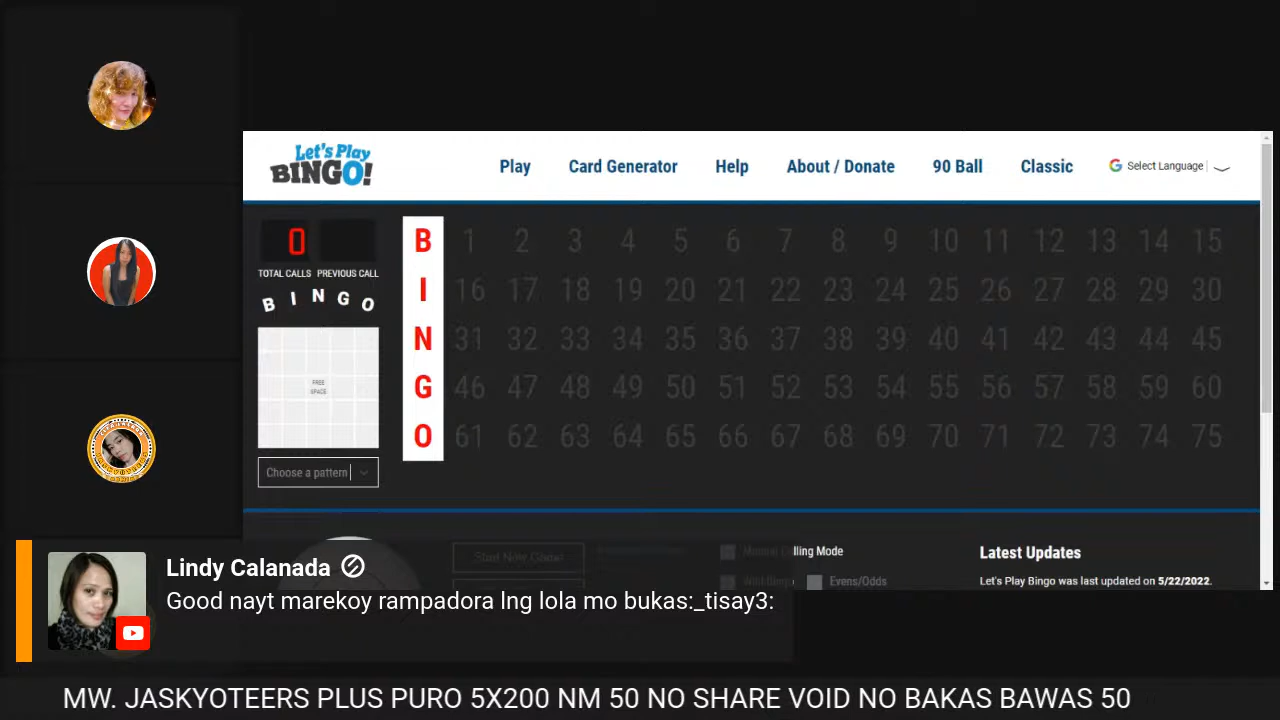 Let's Play
BINGO!
Play Card Generator Help About / Donate 90 Ball Classic Select Language
0
TOTAL CALLS PREVIOUS CALL
B I N G O
FREE
SPACE
Choose a pattern
B 1 2 3 4 5 6 7 8 9 10 11 12 13 14 15
I 16 17 18 19 20 21 22 23 24 25 26 27 28 29 30
N 31 32 33 34 35 36 37 38 39 40 41 42 43 44 45
G 46 47 48 49 50 51 52 53 54 55 56 57 58 59 60
O 61 62 63 64 65 66 67 68 69 70 71 72 73 74 75
Start New Game
lling Mode
Evens/Odds
Latest Updates
Let's Play Bingo was last updated on 5/22/2022.
Lindy Calanada
Good nayt marekoy rampadora lng lola mo bukas:_tisay3:
MW. JASKYOTEERS PLUS PURO 5X200 NM 50 NO SHARE VOID NO BAKAS BAWAS 50